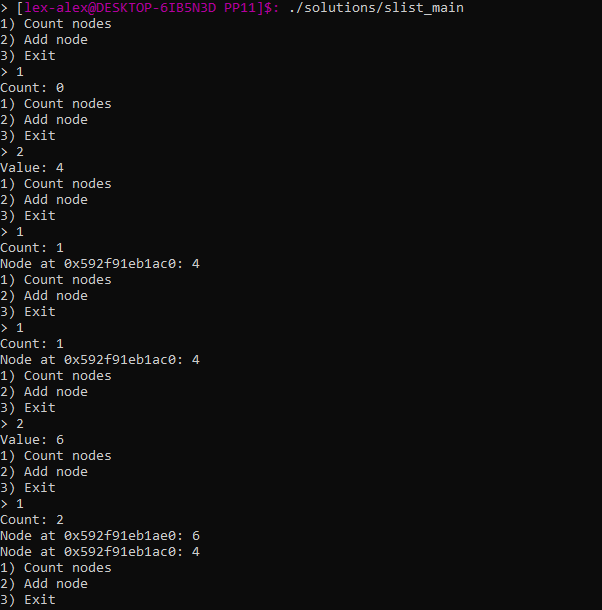 > [lex-alex@DESKTOP-6IB5N3D PP11]$: ./solutions/slist_main
1) Count nodes
2) Add node
3) Exit
> 1
Count: 0
1) Count nodes
2) Add node
3) Exit
> 2
Value: 4
1) Count nodes
2) Add node
3) Exit
> 1
Count: 1
Node at 0x592f91eb1ac0: 4
1) Count nodes
2) Add node
3) Exit
> 1
Count: 1
Node at 0x592f91eb1ac0: 4
1) Count nodes
2) Add node
3) Exit
> 2
Value: 6
1) Count nodes
2) Add node
3) Exit
> 1
Count: 2
Node at 0x592f91eb1ae0: 6
Node at 0x592f91eb1ac0: 4
1) Count nodes
2) Add node
3) Exit